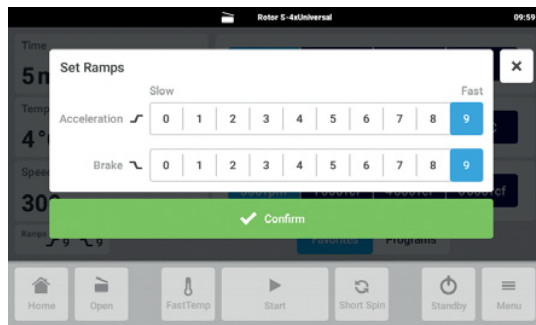 Rotor S-4xUniversal 09:59
Time
5 m
Set Ramps
Slow Fast
Acceleration 0 1 2 3 4 5 6 7 8 9
Temp
4°
Brake 0 1 2 3 4 5 6 7 8 9
Speed
300
Confirm
Ramps 9 9 Favorites Programs
Home Open FastTemp Start Short Spin Standby Menu